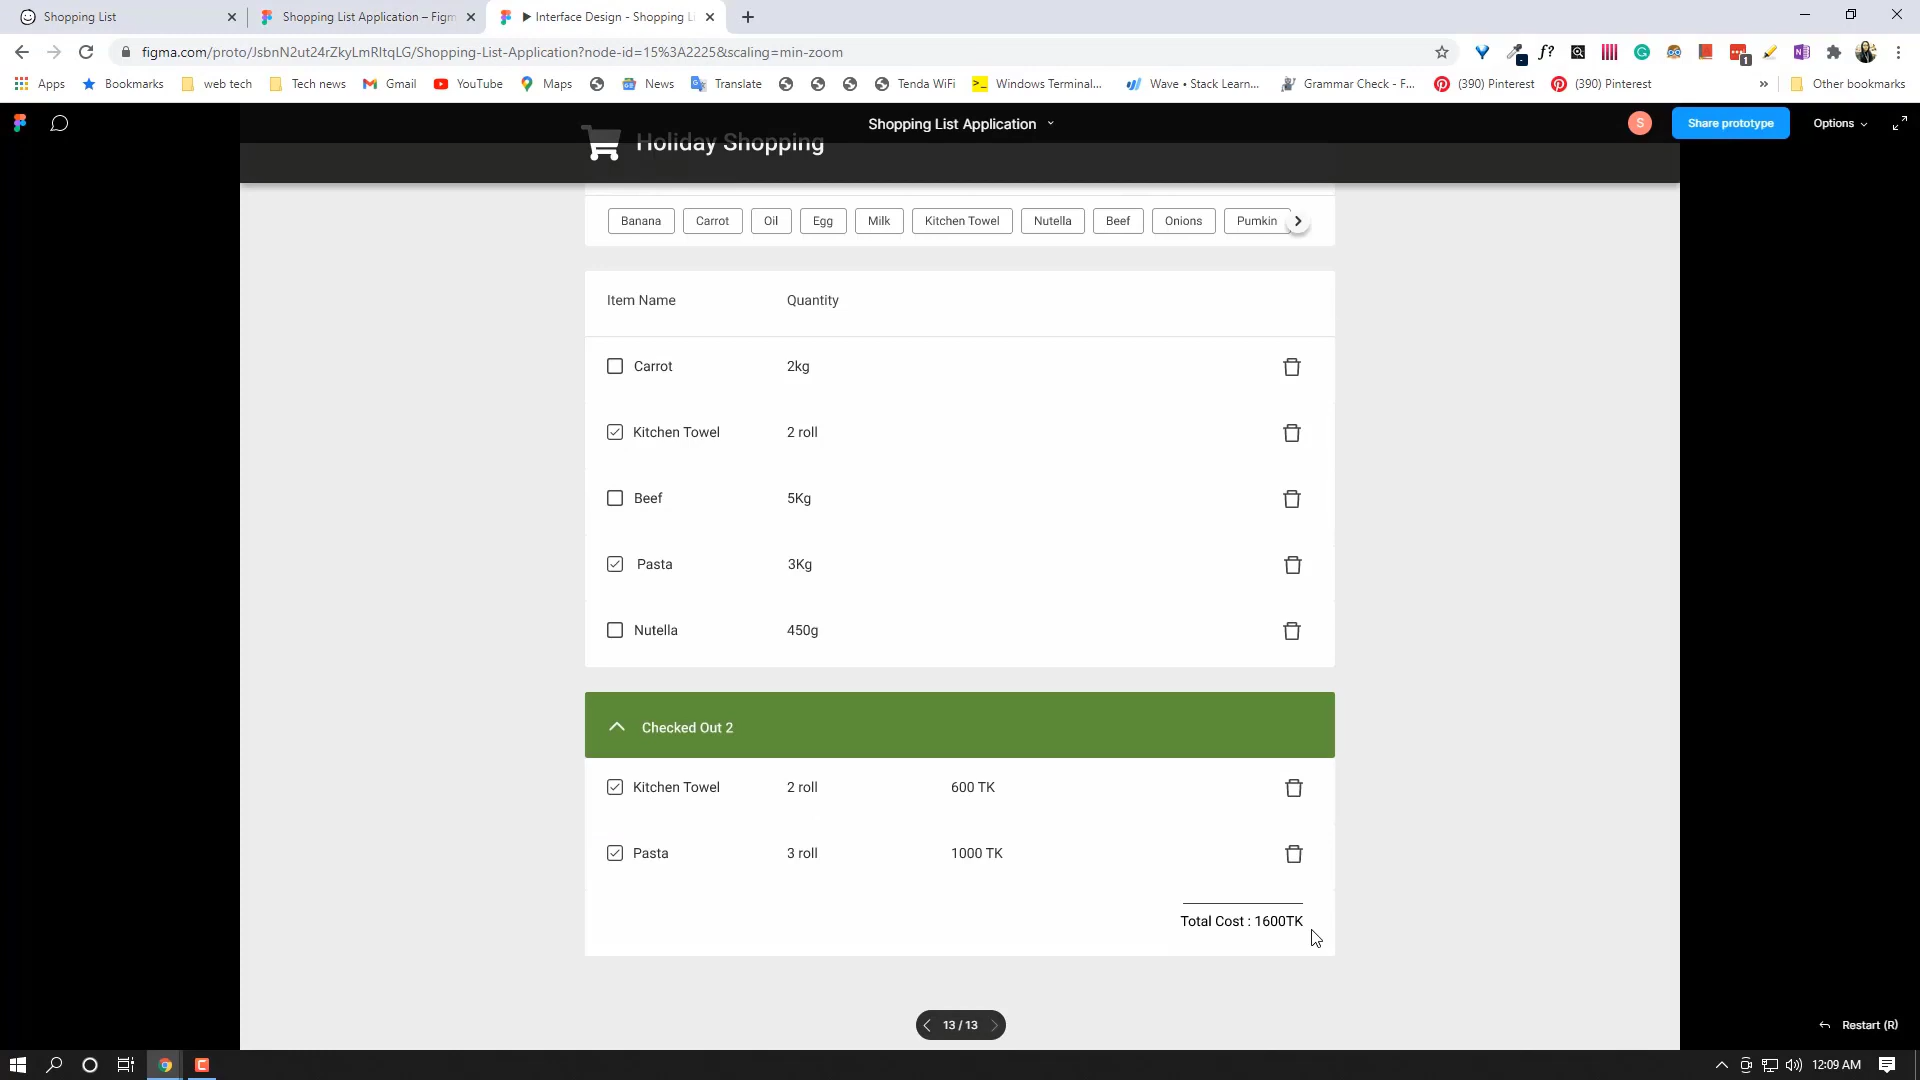 Shopping List
Shopping List Application – Figm
Interface Design - Shopping Li
figma.com/proto/JsbnN2ut24rZkyLmRltqLG/Shopping-List-Application?node-id=15%3A2225&scaling=min-zoom
f?
1
Apps Bookmarks web tech Tech news Gmail YouTube Maps News Translate Tenda WiFi Windows Terminal... Wave • Stack Learn... Grammar Check - F... (390) Pinterest (390) Pinterest » Other bookmarks
Shopping List Application
S
Share prototype
Options
Holiday Shopping
Banana Carrot Oil Egg Milk Kitchen Towel Nutella Beef Onions Pumkin
Item Name Quantity
Carrot 2kg
Kitchen Towel 2 roll
Beef 5Kg
Pasta 3Kg
Nutella 450g
Checked Out 2
Kitchen Towel 2 roll 600 TK
Pasta 3 roll 1000 TK
Total Cost : 1600TK
13 / 13
Restart (R)
12:09 AM